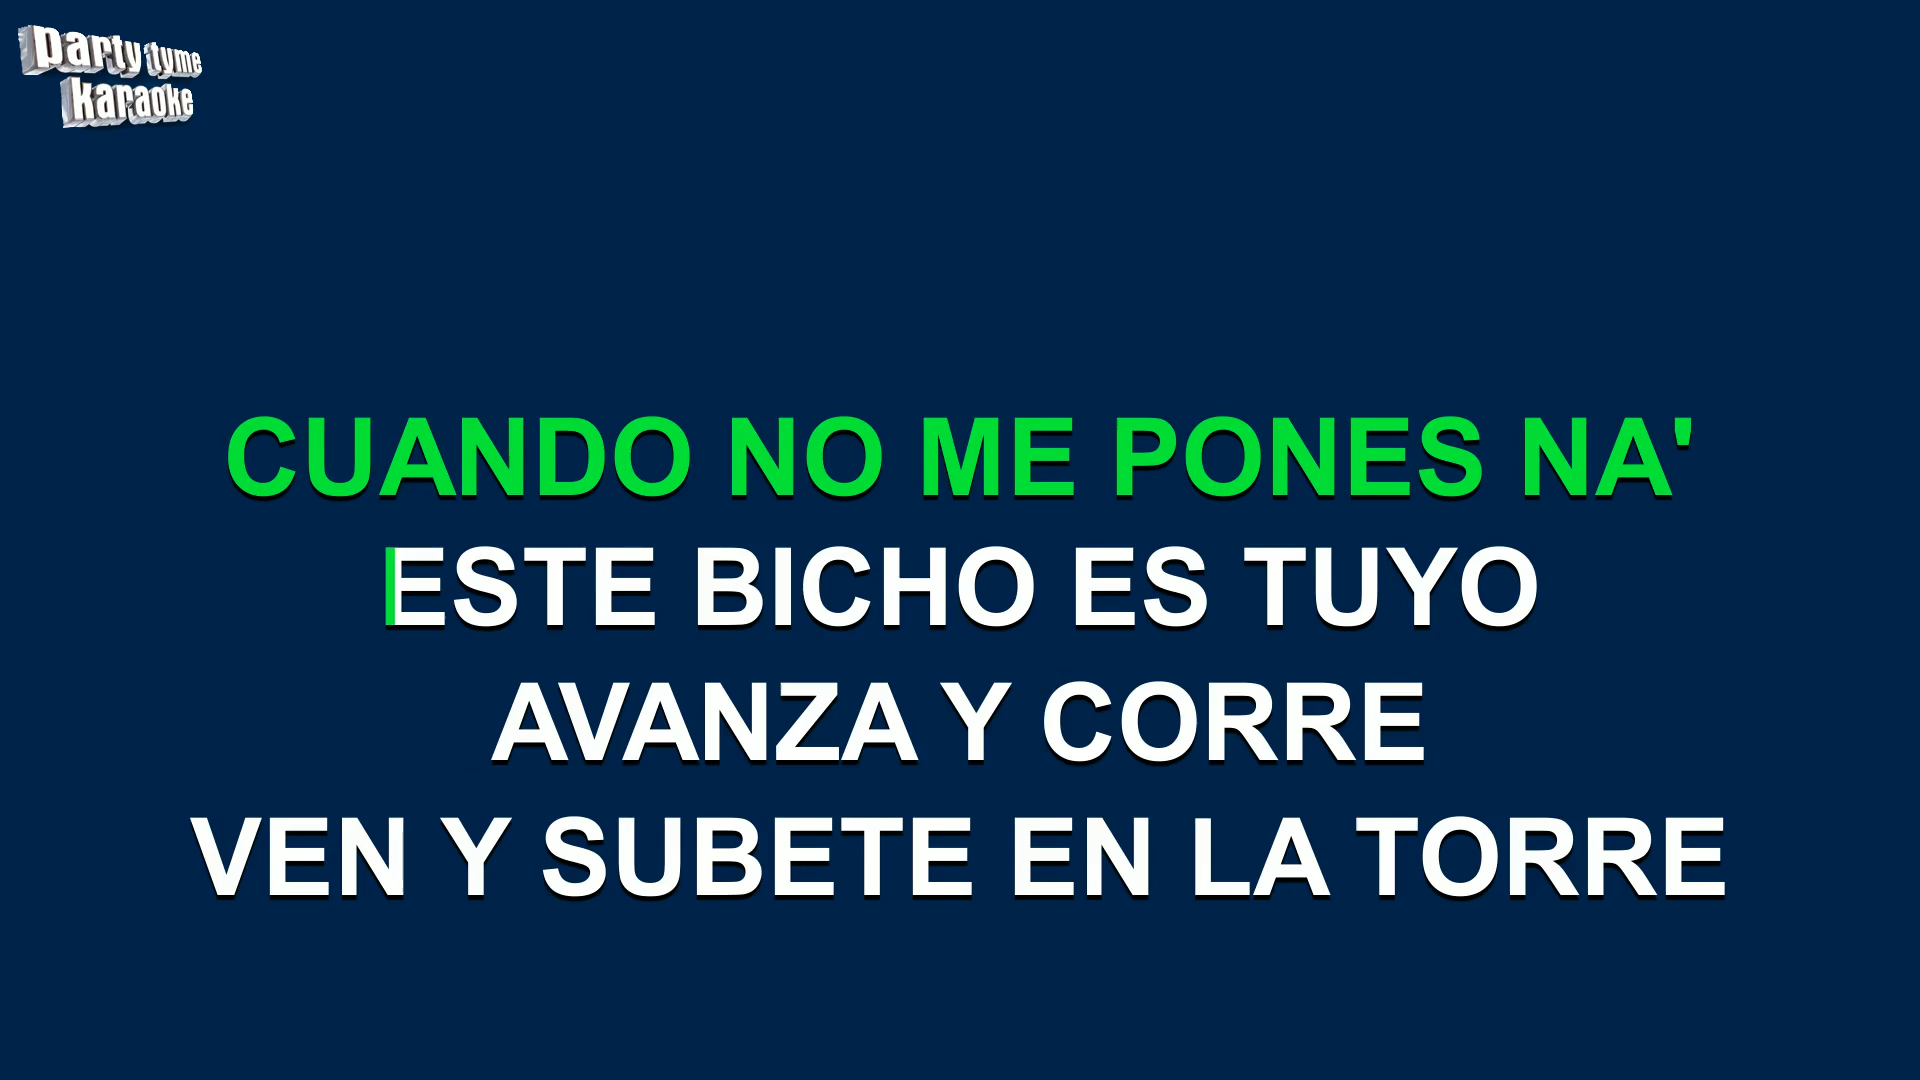 party tyme
karaoke
CUANDO NO ME PONES NA'
ESTE BICHO ES TUYO
AVANZA Y CORRE
VEN Y SUBETE EN LA TORRE